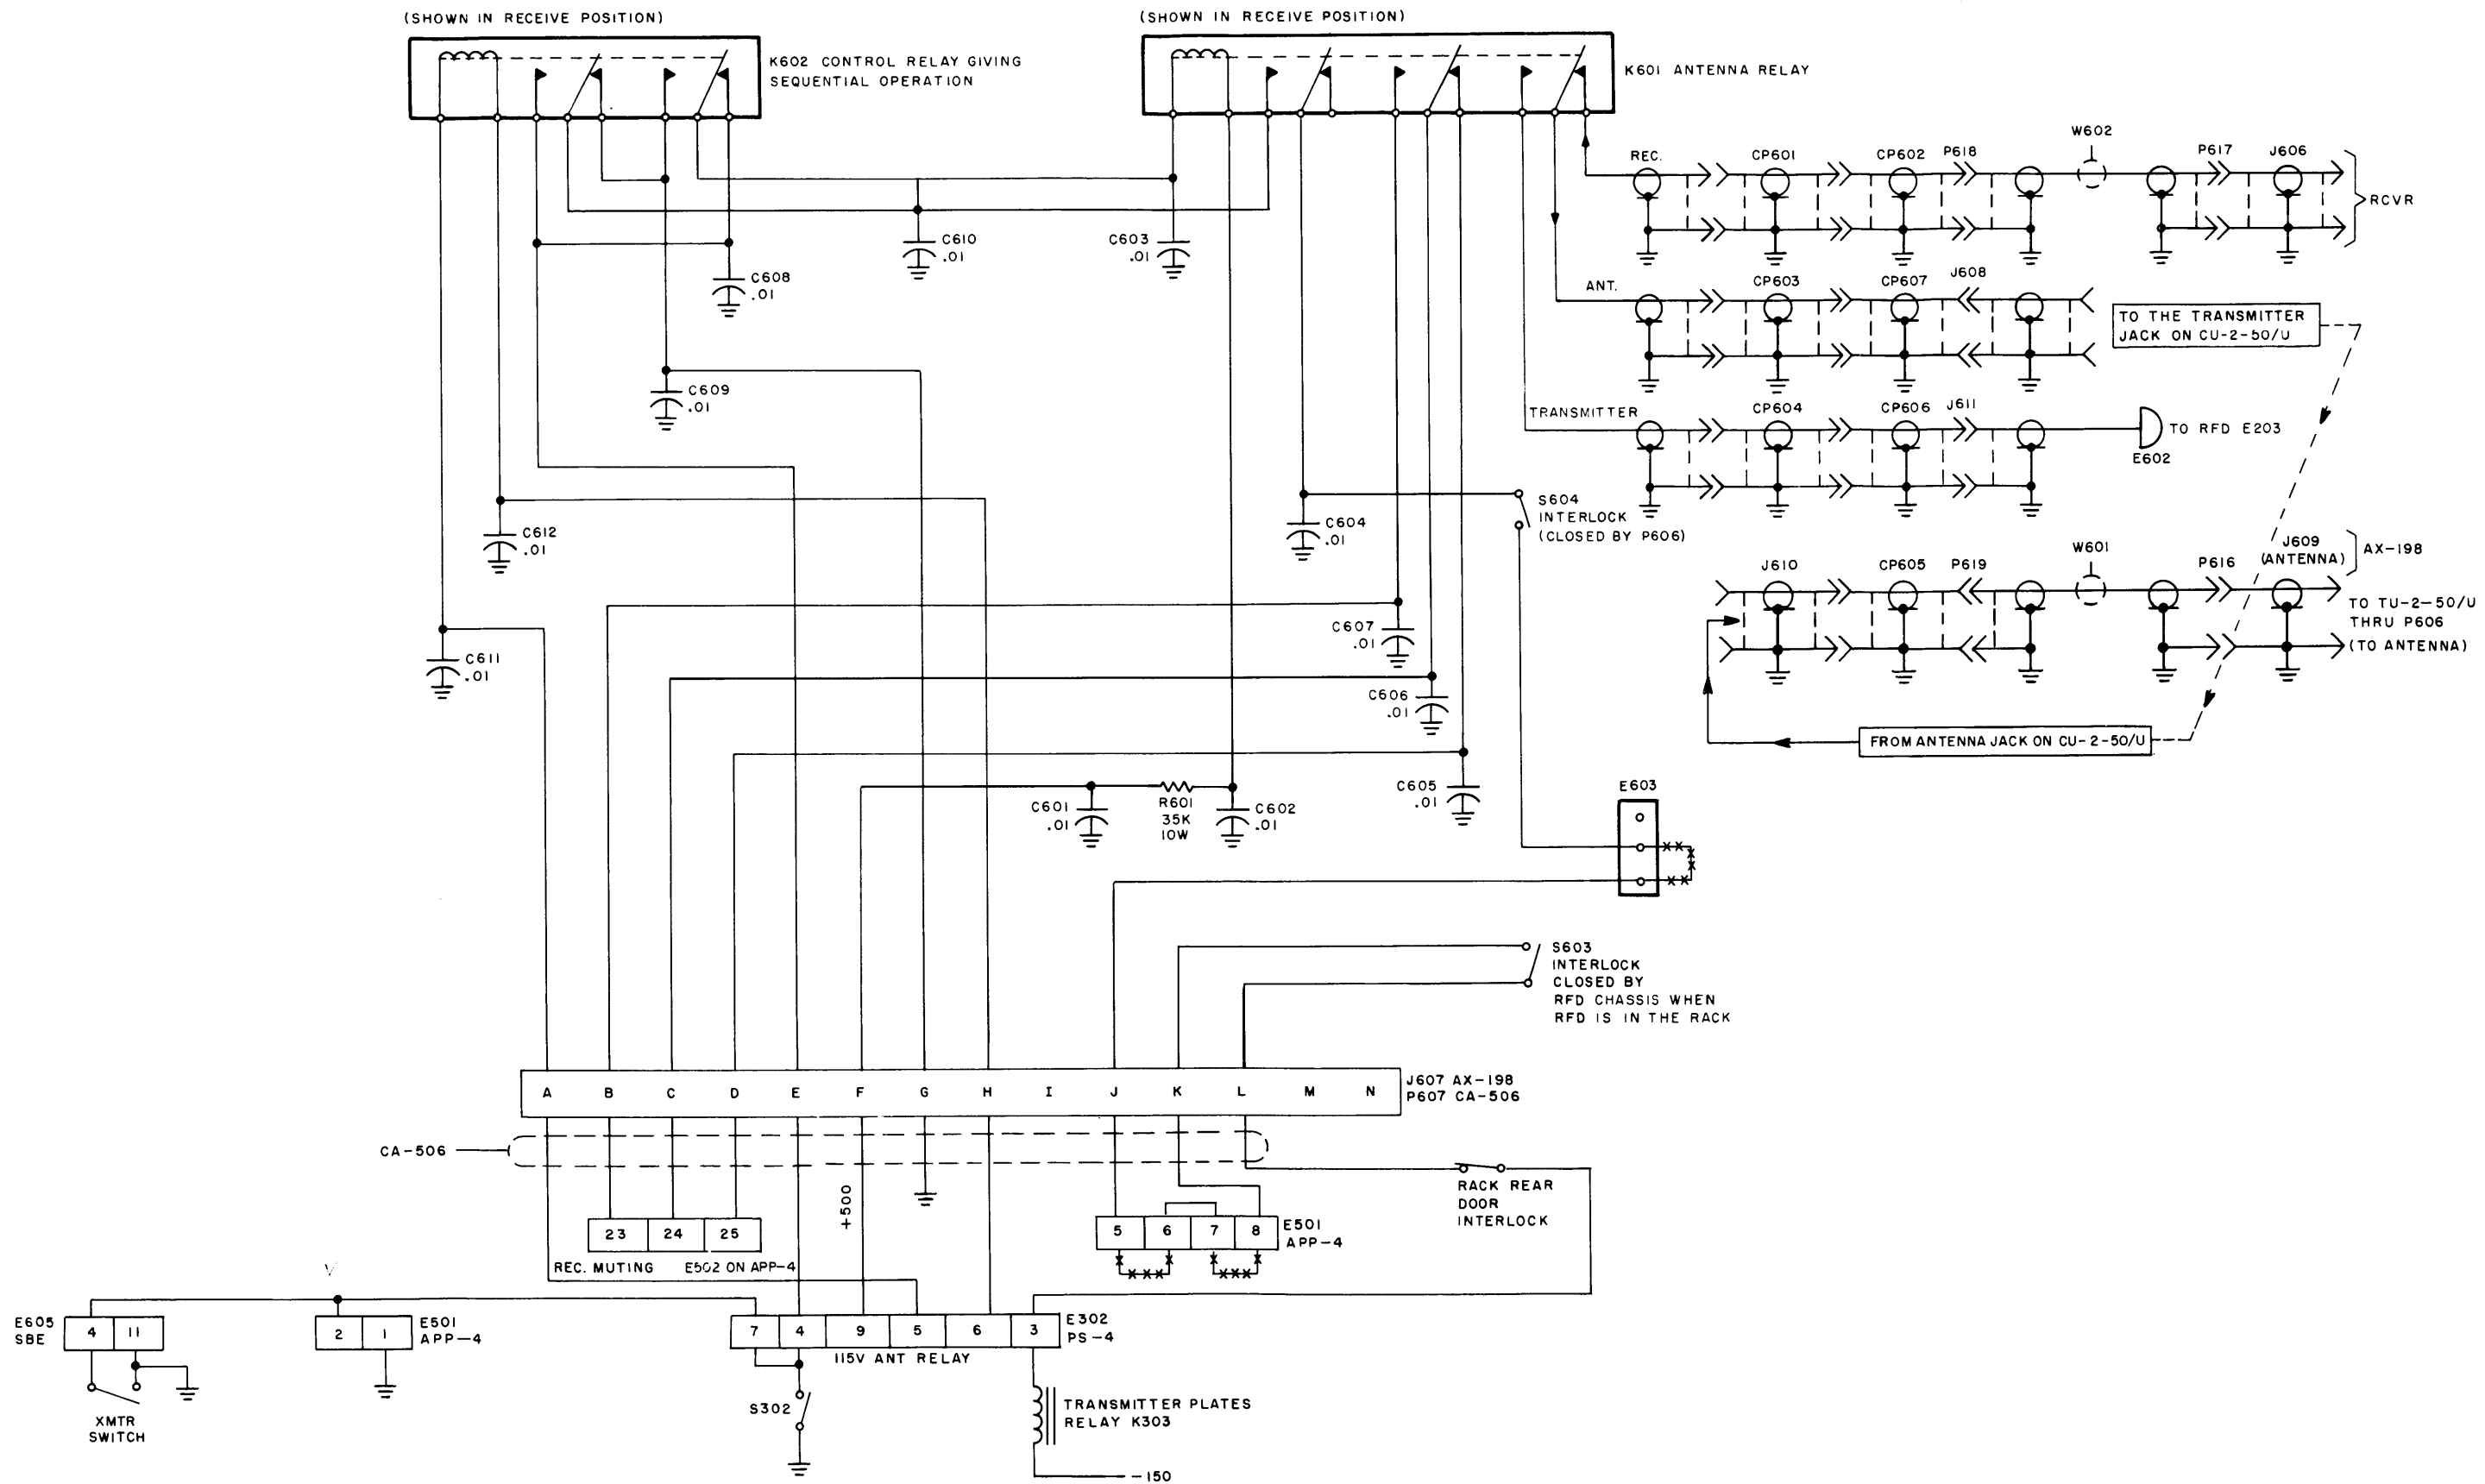 (SHOWN IN RECEIVE POSITION)
(SHOWN IN RECEIVE POSITION)
K602 CONTROL RELAY GIVING
SEQUENTIAL OPERATION
K601 ANTENNA RELAY
W602
REC.
CP601
CP602
P618
P617
J606
RCVR
C610
.01
C603
.01
C608
.01
ANT.
CP603
CP607
J608
TO THE TRANSMITTER
JACK ON CU-2-50/U
C609
.01
TRANSMITTER
CP604
CP606
J611
TO RFD E203
E602
S604
INTERLOCK
(CLOSED BY P606)
C604
.01
C612
.01
W601
J610
CP605
P619
P616
J609
(ANTENNA)
AX-198
TO TU-2-50/U
THRU P606
(TO ANTENNA)
C607
.01
C611
.01
C606
.01
FROM ANTENNA JACK ON CU-2-50/U
C605
.01
E603
C601
.01
R601
35K
10W
C602
.01
S603
INTERLOCK
CLOSED BY
RFD CHASSIS WHEN
RFD IS IN THE RACK
A B C D E F G H I J K L M N
J607 AX-198
P607 CA-506
CA-506
+500
RACK REAR
DOOR
INTERLOCK
23 24 25
REC. MUTING E502 ON APP-4
5 6 7 8
E501
APP-4
E605
SBE
4 11
2 1
E501
APP-4
7 4 9 5 6 3
E302
PS-4
115V ANT RELAY
XMTR
SWITCH
S302
TRANSMITTER PLATES
RELAY K303
-150